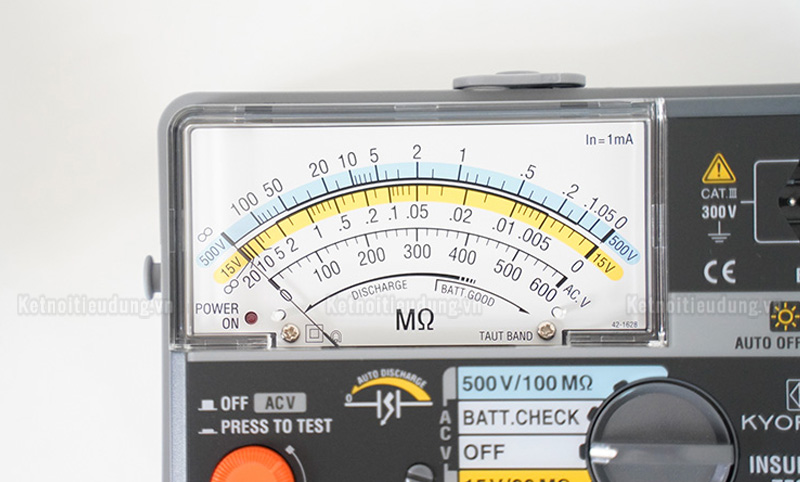 In=1mA
∞ 100 50 20 10 5 2 1 .5 .2 .1 .05 0
500V 500V
15V 15V
∞ 20 10 5 2 1 .5 .2 .1 .05 .02 .01 .005 0
0 100 200 300 400 500 600 AC.V
DISCHARGE BATT.GOOD
POWER
ON
MΩ
TAUT BAND
42-1628
CAT.III
300V
CE
AUTO OFF
Ketnoitieudung.vn Ketnoitieudung.vn Ketnoitieudung.vn
AUTO DISCHARGE
0
OFF ACV
PRESS TO TEST
ACV
500V/100MΩ
BATT.CHECK
OFF
KYOR
INSU